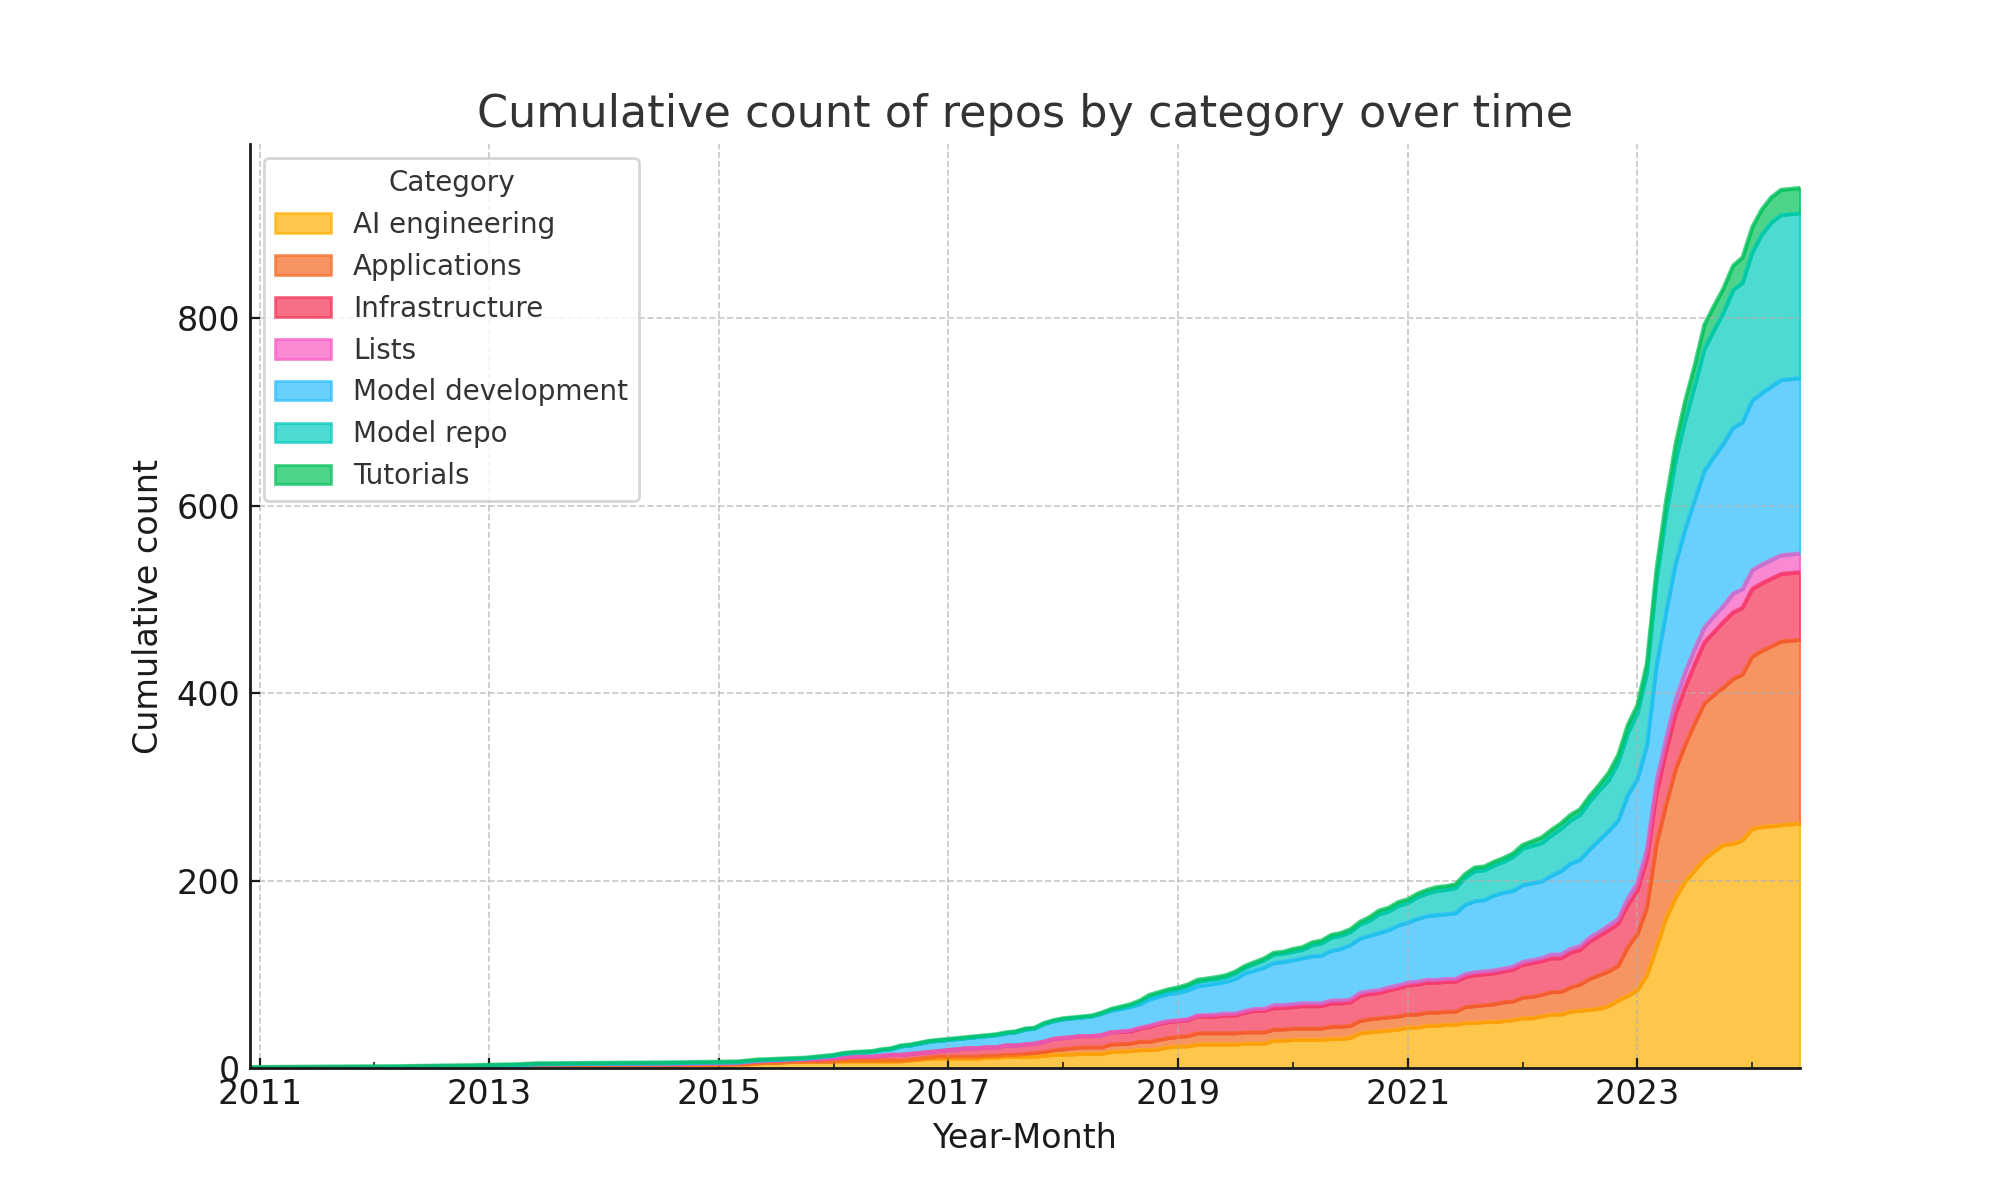 Cumulative count of repos by category over time
Category
AI engineering
Applications
Infrastructure
Lists
Model development
Model repo
Tutorials
Cumulative count
800
600
400
200
0
2011 2013 2015 2017 2019 2021 2023
Year-Month